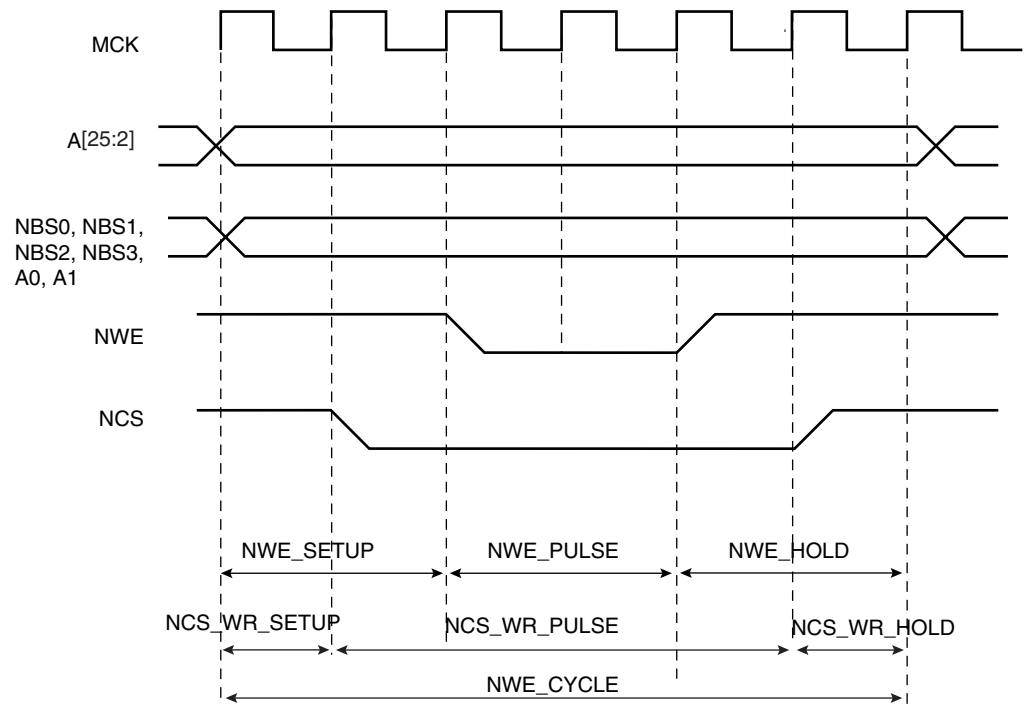 MCK
A[25:2]
NBS0, NBS1,
NBS2, NBS3,
A0, A1
NWE
NCS
NWE_SETUP
NWE_PULSE
NWE_HOLD
NCS_WR_SETUP
NCS_WR_PULSE
NCS_WR_HOLD
NWE_CYCLE